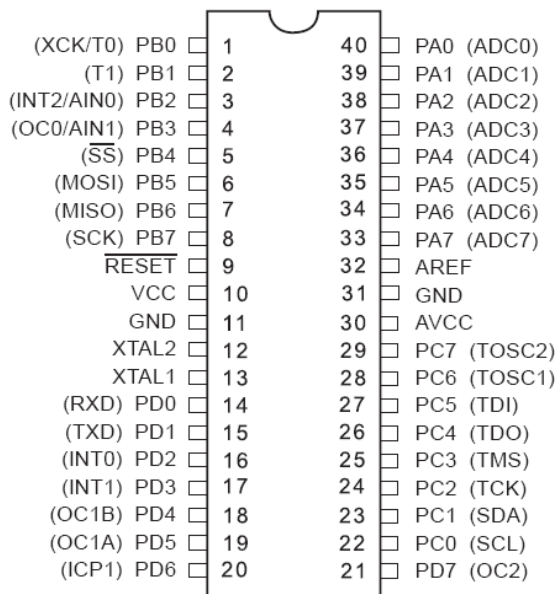 (XCK/T0) PB0 1 40 PA0 (ADC0)
(T1) PB1 2 39 PA1 (ADC1)
(INT2/AIN0) PB2 3 38 PA2 (ADC2)
(OC0/AIN1) PB3 4 37 PA3 (ADC3)
(SS) PB4 5 36 PA4 (ADC4)
(MOSI) PB5 6 35 PA5 (ADC5)
(MISO) PB6 7 34 PA6 (ADC6)
(SCK) PB7 8 33 PA7 (ADC7)
RESET 9 32 AREF
VCC 10 31 GND
GND 11 30 AVCC
XTAL2 12 29 PC7 (TOSC2)
XTAL1 13 28 PC6 (TOSC1)
(RXD) PD0 14 27 PC5 (TDI)
(TXD) PD1 15 26 PC4 (TDO)
(INT0) PD2 16 25 PC3 (TMS)
(INT1) PD3 17 24 PC2 (TCK)
(OC1B) PD4 18 23 PC1 (SDA)
(OC1A) PD5 19 22 PC0 (SCL)
(ICP1) PD6 20 21 PD7 (OC2)